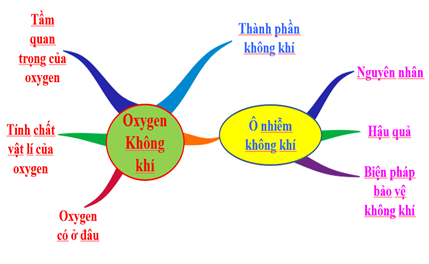 Tầm
quan
trọng của
oxygen
Thành phần
không khí
Nguyên nhân
Oxygen
Không
khí
Ô nhiễm
không khí
Tính chất
vật lí của
oxygen
Hậu quả
Biện pháp
bảo vệ
không khí
Oxygen
có ở đâu